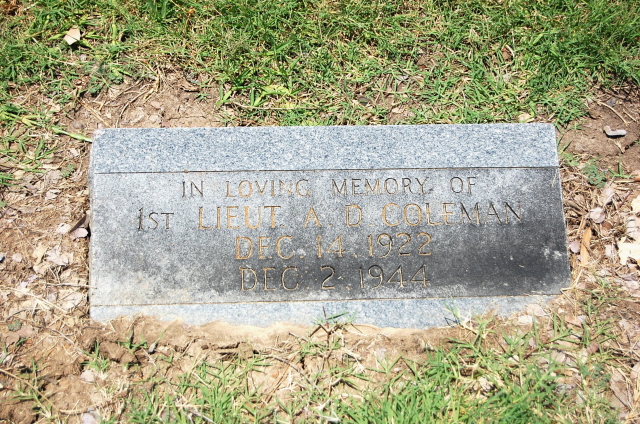 IN LOVING MEMORY OF
1ST LIEUT A D COLEMAN
DEC 14 1922
DEC 2 1944